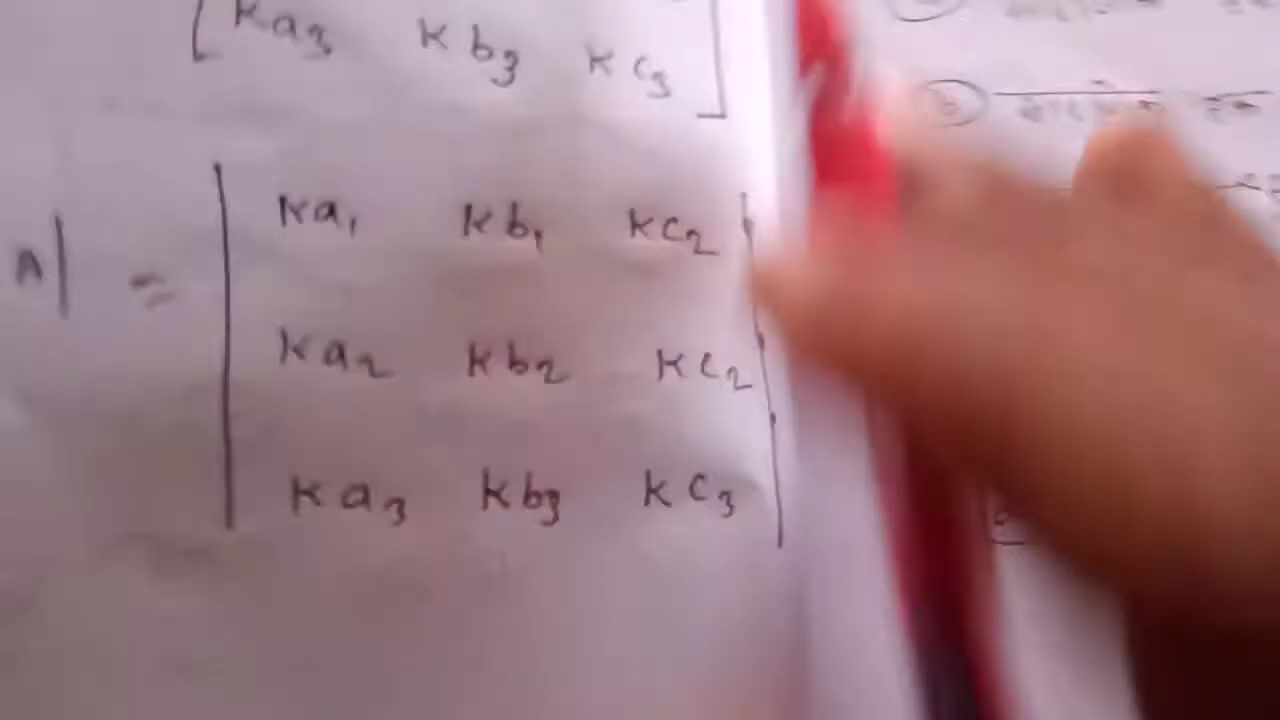 [ka₃ kb₃ kc₃]
A| = | ka₁ kb₁ kc₂ |
ka₂ kb₂ kc₂
ka₃ kb₃ kc₃